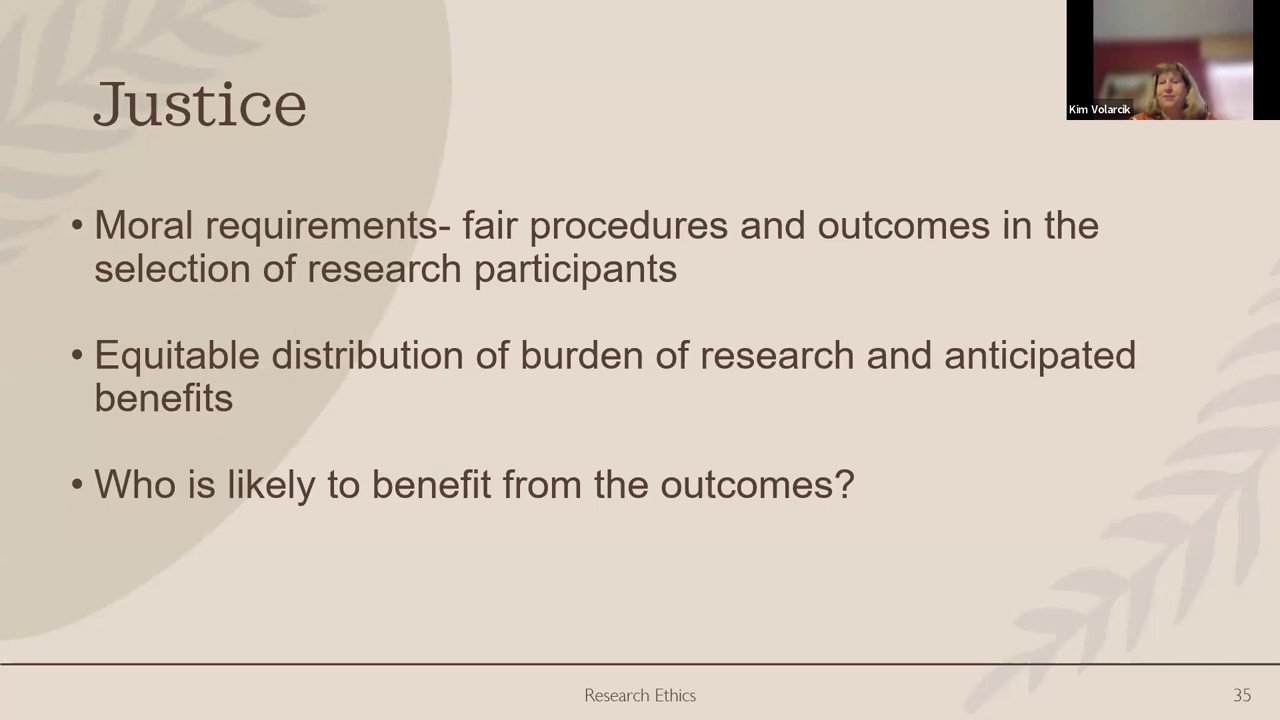 Justice
Kim Volarcik
• Moral requirements- fair procedures and outcomes in the
selection of research participants
• Equitable distribution of burden of research and anticipated
benefits
• Who is likely to benefit from the outcomes?
Research Ethics
35